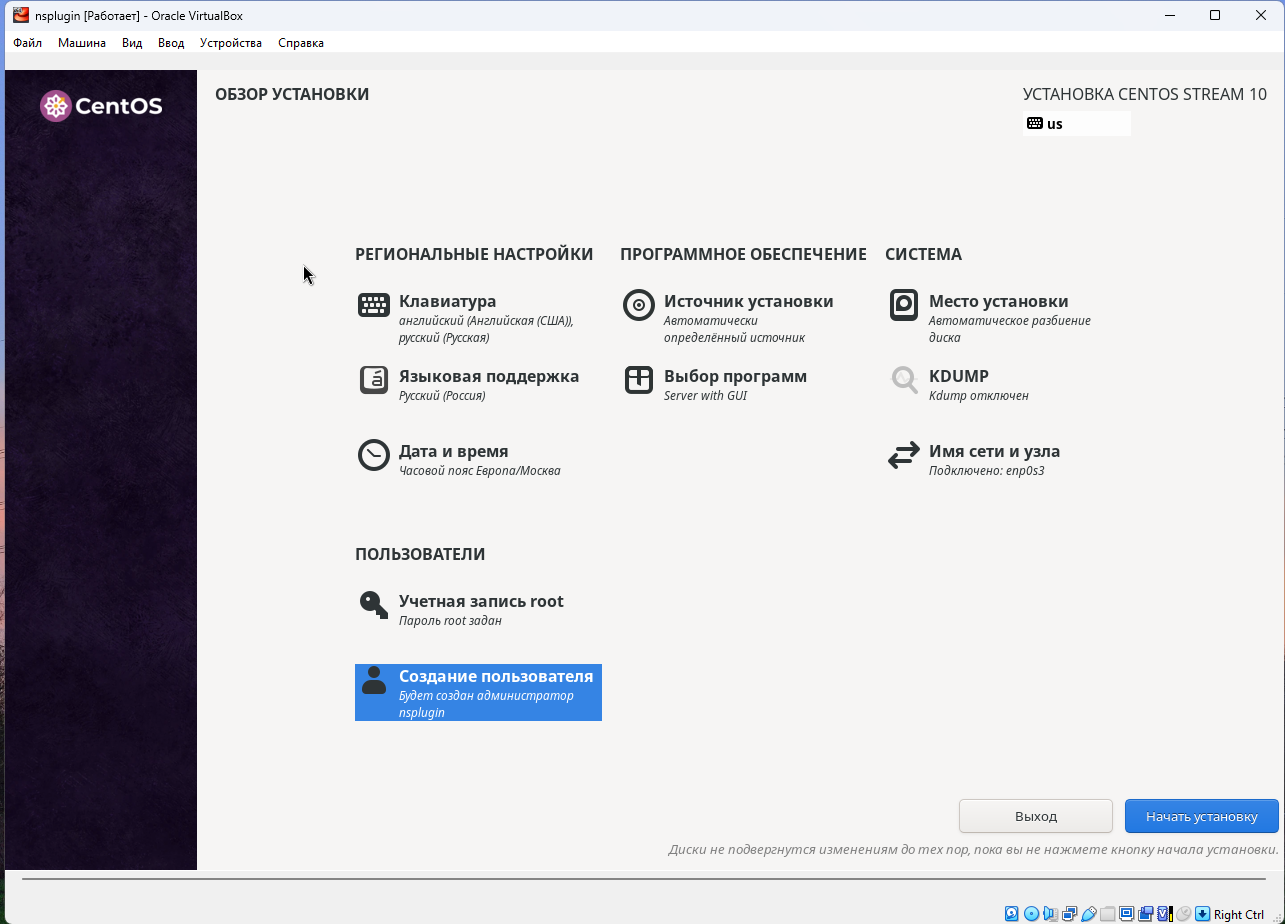 nsplugin [Работает] - Oracle VirtualBox
Файл Машина Вид Ввод Устройства Справка
CentOS
ОБЗОР УСТАНОВКИ
УСТАНОВКА CENTOS STREAM 10
us
РЕГИОНАЛЬНЫЕ НАСТРОЙКИ
Клавиатура
английский (Английская (США)),
русский (Русская)
Языковая поддержка
Русский (Россия)
Дата и время
Часовой пояс Европа/Москва
ПРОГРАММНОЕ ОБЕСПЕЧЕНИЕ
Источник установки
Автоматически
определённый источник
Выбор программ
Server with GUI
СИСТЕМА
Место установки
Автоматическое разбиение
диска
KDUMP
Kdump отключен
Имя сети и узла
Подключено: enp0s3
ПОЛЬЗОВАТЕЛИ
Учетная запись root
Пароль root задан
Создание пользователя
Будет создан администратор
nsplugin
Выход
Начать установку
Диски не подвергнутся изменениям до тех пор, пока вы не нажмете кнопку начала установки.
Right Ctrl